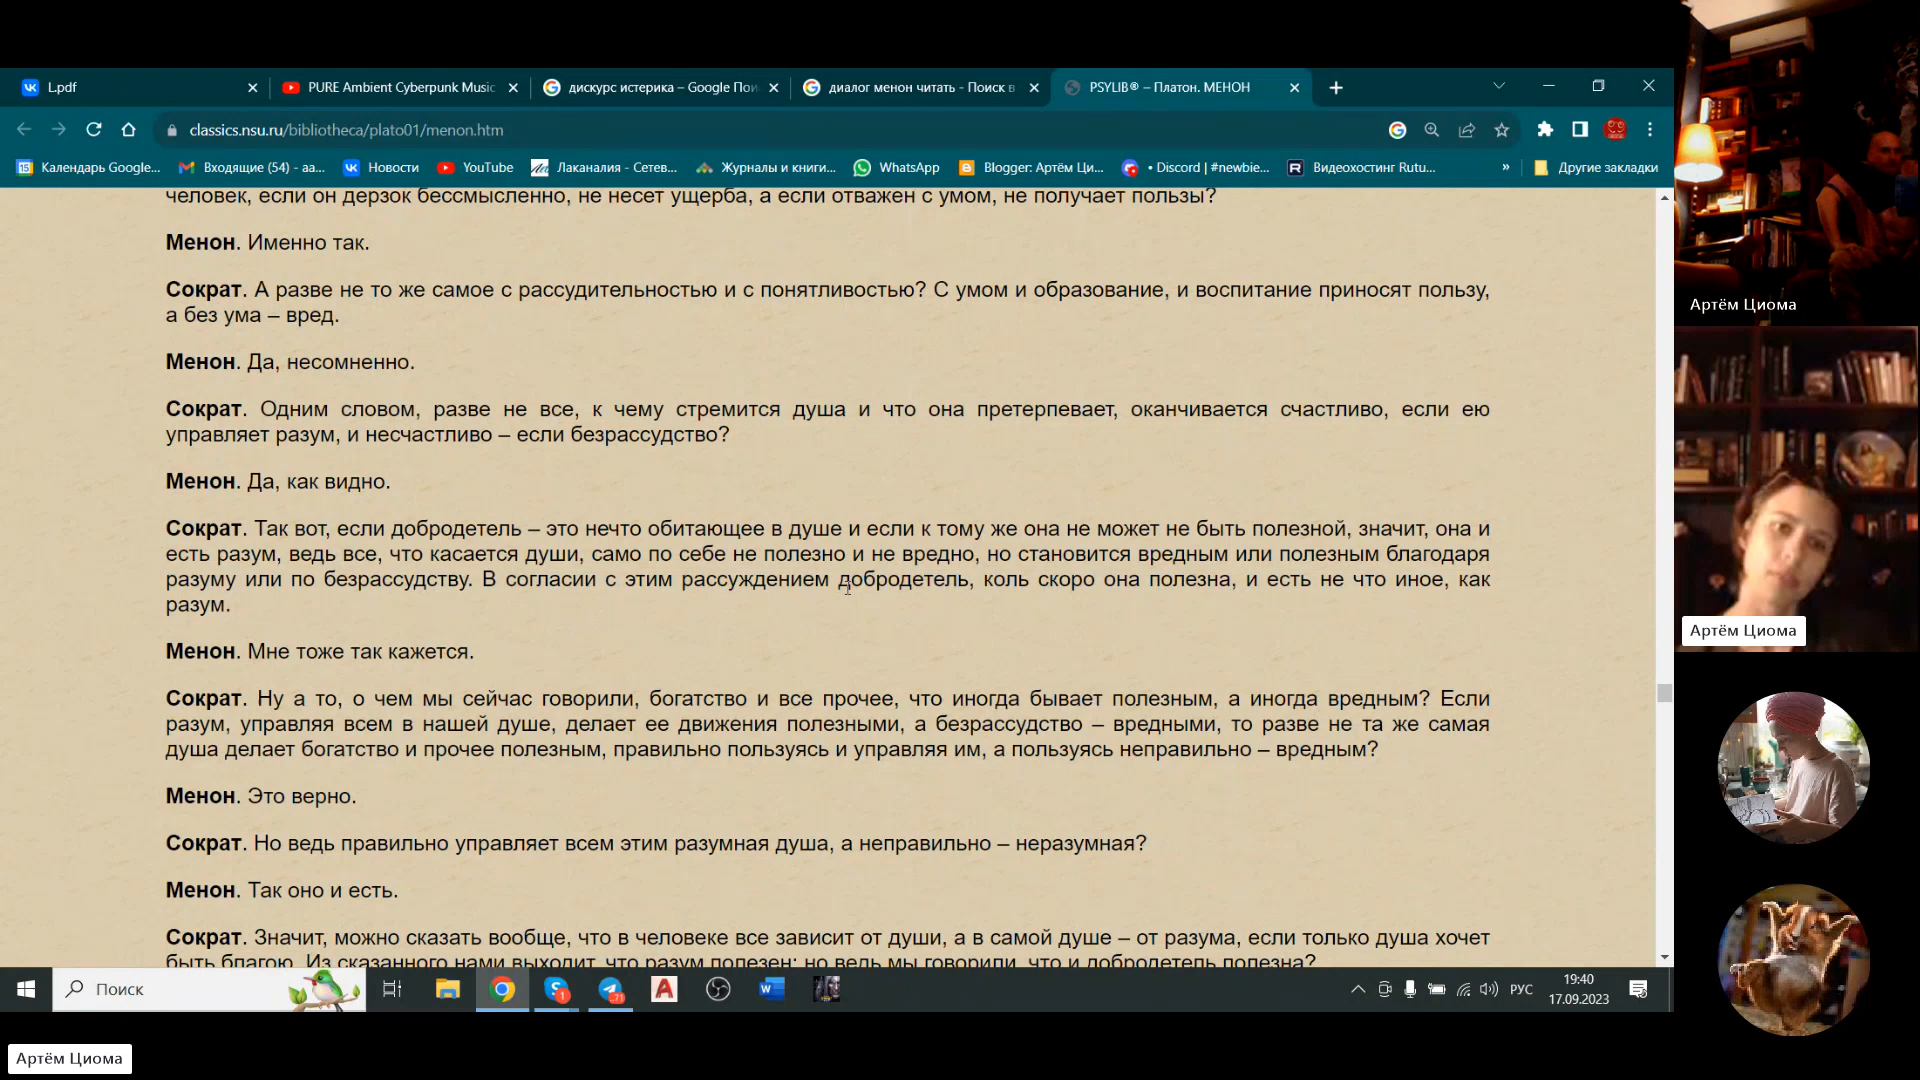 L.pdf
PURE Ambient Cyberpunk Music
дискурс истерика – Google Пои
диалог менон читать - Поиск в
PSYLIB® – Платон. МЕНОН
classics.nsu.ru/bibliotheca/plato01/menon.htm
Календарь Google...
Входящие (54) - aa...
Новости
YouTube
Лаканалия - Сетев...
Журналы и книги...
WhatsApp
Blogger: Артём Ци...
• Discord | #newbie...
Видеохостинг Rutu...
»
Другие закладки
человек, если он дерзок бессмысленно, не несет ущерба, а если отважен с умом, не получает пользы?
Менон. Именно так.
Сократ. А разве не то же самое с рассудительностью и с понятливостью? С умом и образование, и воспитание приносят пользу,
а без ума – вред.
Менон. Да, несомненно.
Сократ. Одним словом, разве не все, к чему стремится душа и что она претерпевает, оканчивается счастливо, если ею
управляет разум, и несчастливо – если безрассудство?
Менон. Да, как видно.
Сократ. Так вот, если добродетель – это нечто обитающее в душе и если к тому же она не может не быть полезной, значит, она и
есть разум, ведь все, что касается души, само по себе не полезно и не вредно, но становится вредным или полезным благодаря
разуму или по безрассудству. В согласии с этим рассуждением добродетель, коль скоро она полезна, и есть не что иное, как
разум.
Менон. Мне тоже так кажется.
Сократ. Ну а то, о чем мы сейчас говорили, богатство и все прочее, что иногда бывает полезным, а иногда вредным? Если
разум, управляя всем в нашей душе, делает ее движения полезными, а безрассудство – вредными, то разве не та же самая
душа делает богатство и прочее полезным, правильно пользуясь и управляя им, а пользуясь неправильно – вредным?
Менон. Это верно.
Сократ. Но ведь правильно управляет всем этим разумная душа, а неправильно – неразумная?
Менон. Так оно и есть.
Сократ. Значит, можно сказать вообще, что в человеке все зависит от души, а в самой душе – от разума, если только душа хочет
быть благою. Из сказанного нами выходит, что разум полезен; но ведь мы говорили, что и добродетель полезна?
Поиск
РУС
19:40
17.09.2023
Артём Циома
Артём Циома
Артём Циома